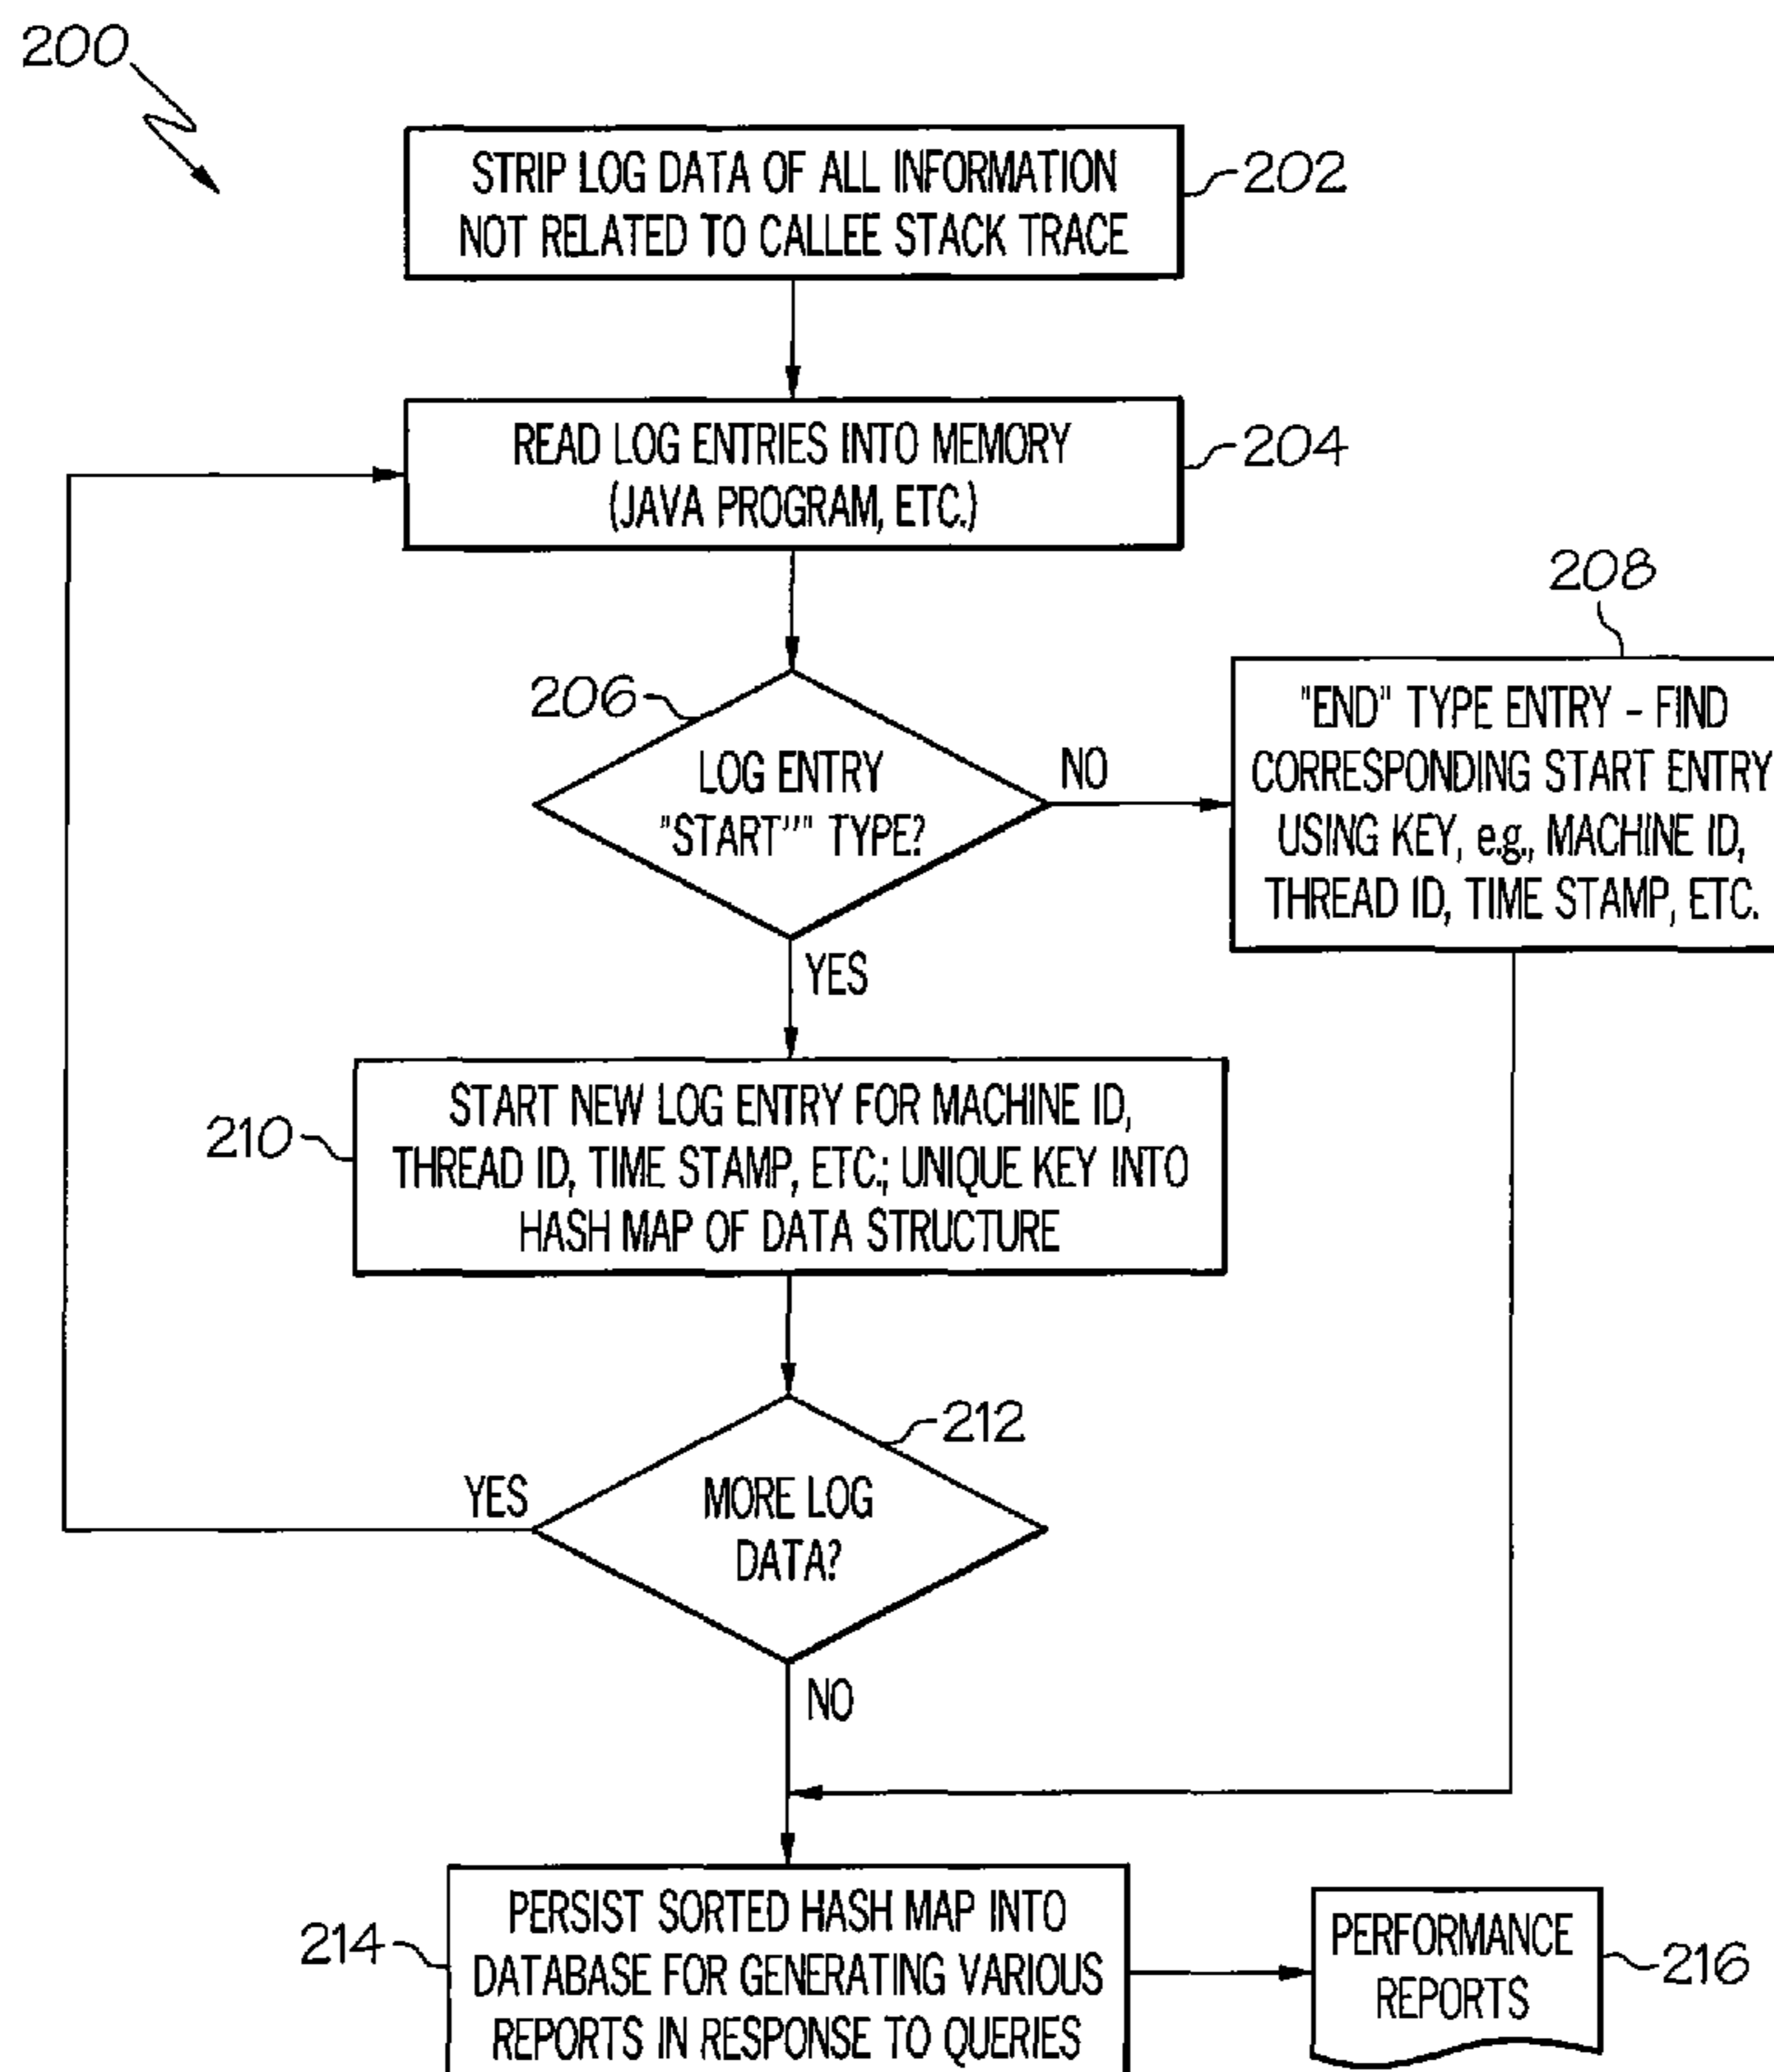 200
STRIP LOG DATA OF ALL INFORMATION
NOT RELATED TO CALLEE STACK TRACE
202
READ LOG ENTRIES INTO MEMORY
(JAVA PROGRAM, ETC.)
204
206
LOG ENTRY
"START''" TYPE?
NO
YES
208
"END" TYPE ENTRY – FIND
CORRESPONDING START ENTRY
USING KEY, e.g., MACHINE ID,
THREAD ID, TIME STAMP, ETC.
210
START NEW LOG ENTRY FOR MACHINE ID,
THREAD ID, TIME STAMP, ETC.; UNIQUE KEY INTO
HASH MAP OF DATA STRUCTURE
212
MORE LOG
DATA?
YES
NO
214
PERSIST SORTED HASH MAP INTO
DATABASE FOR GENERATING VARIOUS
REPORTS IN RESPONSE TO QUERIES
PERFORMANCE
REPORTS
216